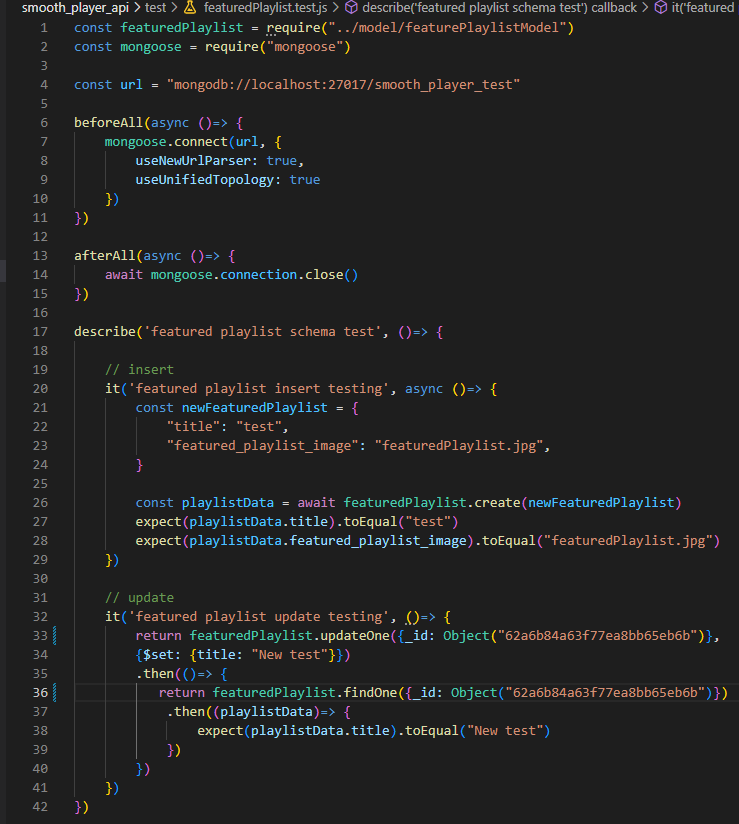 smooth_player_api > test > featuredPlaylist.test.js > describe('featured playlist schema test') callback > it('featured
1 const featuredPlaylist = require("../model/featurePlaylistModel")
2 const mongoose = require("mongoose")
3
4 const url = "mongodb://localhost:27017/smooth_player_test"
5
6 beforeAll(async ()=> {
7     mongoose.connect(url, {
8         useNewUrlParser: true,
9         useUnifiedTopology: true
10     })
11 })
12
13 afterAll(async ()=> {
14     await mongoose.connection.close()
15 })
16
17 describe('featured playlist schema test', ()=> {
18
19     // insert
20     it('featured playlist insert testing', async ()=> {
21         const newFeaturedPlaylist = {
22             "title": "test",
23             "featured_playlist_image": "featuredPlaylist.jpg",
24         }
25
26         const playlistData = await featuredPlaylist.create(newFeaturedPlaylist)
27         expect(playlistData.title).toEqual("test")
28         expect(playlistData.featured_playlist_image).toEqual("featuredPlaylist.jpg")
29     })
30
31     // update
32     it('featured playlist update testing', ()=> {
33         return featuredPlaylist.updateOne({_id: Object("62a6b84a63f77ea8bb65eb6b")},
34         {$set: {title: "New test"}})
35         .then(()=> {
36            return featuredPlaylist.findOne({_id: Object("62a6b84a63f77ea8bb65eb6b")})
37             .then((playlistData)=> {
38                 expect(playlistData.title).toEqual("New test")
39             })
40         })
41     })
42 })